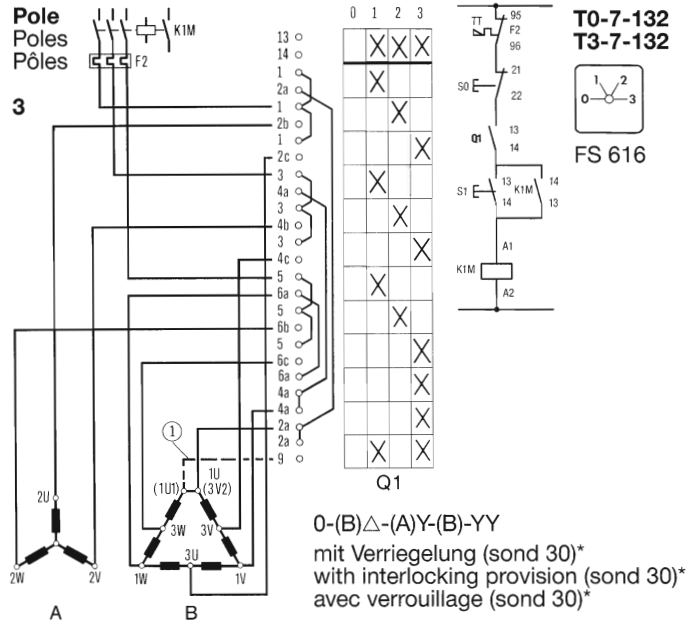 Pole
Poles
Pôles
3
K1M
F2
13
14
1
2a
1
2b
1
2c
3
4a
3
4b
3
4c
5
6a
5
6b
5
6c
6a
4a
4a
2a
2a
9
0 1 2 3
Q1
TT
95
F2
96
S0
21
22
Q1
13
14
S1
13
14
K1M
14
13
A1
K1M
A2
T0-7-132
T3-7-132
1 2
0 3
FS 616
1
1U
(1U1) (3V2)
2U
3W 3V
3U
2W 2V
1W 1V
A B
0-(B)△-(A)Y-(B)-YY
mit Verriegelung (sond 30)*
with interlocking provision (sond 30)*
avec verrouillage (sond 30)*